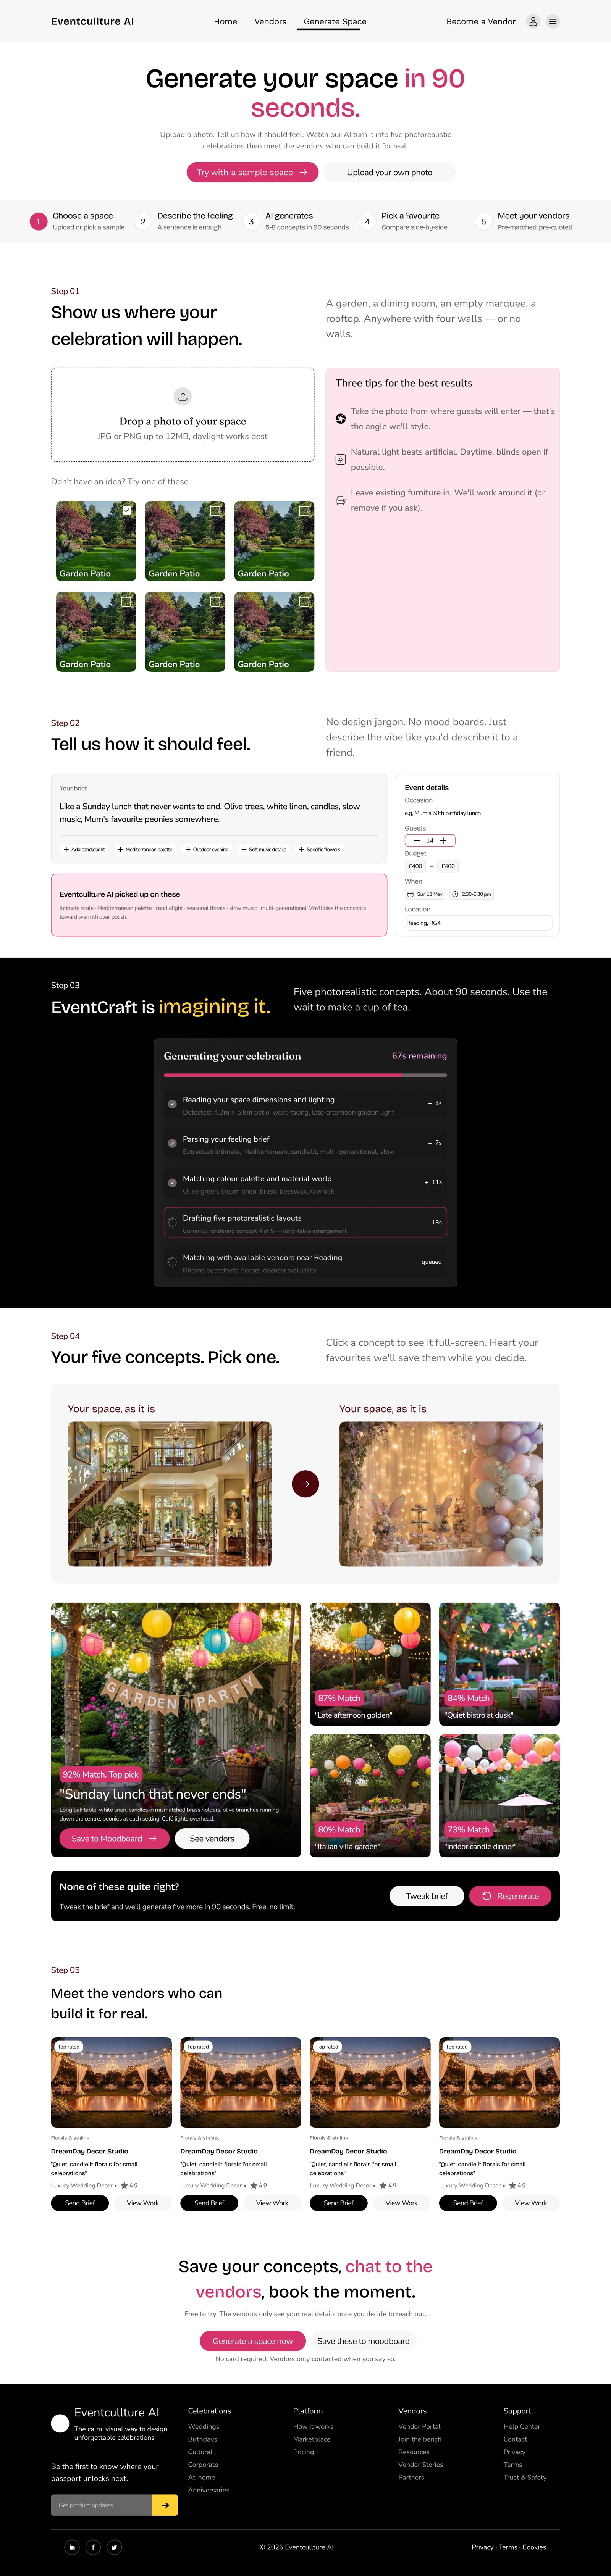 Eventcullture AI
Home
Vendors
Generate Space
Become a Vendor
Generate your space in 90
seconds.
Upload a photo. Tell us how it should feel. Watch our AI turn it into five photorealistic
celebrations then meet the vendors who can build it for real.
Try with a sample space
Upload your own photo
1
Choose a space
Upload or pick a sample
2
Describe the feeling
A sentence is enough
3
AI generates
5-8 concepts in 90 seconds
4
Pick a favourite
Compare side-by-side
5
Meet your vendors
Pre-matched, pre-quoted
Step 01
Show us where your
celebration will happen.
A garden, a dining room, an empty marquee, a
rooftop. Anywhere with four walls — or no
walls.
Drop a photo of your space
JPG or PNG up to 12MB, daylight works best
Don't have an idea? Try one of these
Garden Patio
Garden Patio
Garden Patio
Garden Patio
Garden Patio
Garden Patio
Three tips for the best results
Take the photo from where guests will enter — that's
the angle we'll style.
Natural light beats artificial. Daytime, blinds open if
possible.
Leave existing furniture in. We'll work around it (or
remove if you ask).
Step 02
Tell us how it should feel.
No design jargon. No mood boards. Just
describe the vibe like you'd describe it to a
friend.
Your brief
Like a Sunday lunch that never wants to end. Olive trees, white linen, candles, slow
music, Mum's favourite peonies somewhere.
Add candlelight
Mediterranean palette
Outdoor evening
Soft music details
Specific flowers
Eventcullture AI picked up on these
Intimate scale · Mediterranean palette · candlelight · seasonal florals · slow music · multi-generational. We'll bias the concepts
toward warmth over polish.
Event details
Occasion
e.g, Mum's 60th birthday lunch
Guests
14
Budget
£400 – £400
When
Sun 11 May
2:30-6:30 pm
Location
Reading, RG4
Step 03
EventCraft is imagining it.
Five photorealistic concepts. About 90 seconds. Use the
wait to make a cup of tea.
Generating your celebration
67s remaining
Reading your space dimensions and lighting
Detected: 4.2m × 5.8m patio, west-facing, late-afternoon golden light
+ 4s
Parsing your feeling brief
Extracted: intimate, Mediterranean, candlelit, multi-generational, slow
+ 7s
Matching colour palette and material world
Olive green, cream linen, brass, beeswax, raw oak
+ 11s
Drafting five photorealistic layouts
Currently rendering concept 4 of 5 — long-table arrangement
...18s
Matching with available vendors near Reading
Filtering by aesthetic, budget, calendar availability
queued
Step 04
Your five concepts. Pick one.
Click a concept to see it full-screen. Heart your
favourites we'll save them while you decide.
Your space, as it is
Your space, as it is
GARDEN PARTY
92% Match. Top pick
"Sunday lunch that never ends"
Long oak table, white linen, candles in mismatched brass holders, olive branches running
down the centre, peonies at each setting. Café lights overhead.
Save to Moodboard
See vendors
87% Match
"Late afternoon golden"
84% Match
"Quiet bistro at dusk"
80% Match
"Italian villa garden"
73% Match
"Indoor candle dinner"
None of these quite right?
Tweak the brief and we'll generate five more in 90 seconds. Free, no limit.
Tweak brief
Regenerate
Step 05
Meet the vendors who can
build it for real.
Top rated
Top rated
Top rated
Top rated
Florals & styling
DreamDay Decor Studio
"Quiet, candlelit florals for small
celebrations"
Luxury Wedding Decor • 4.9
Send Brief
View Work
Florals & styling
DreamDay Decor Studio
"Quiet, candlelit florals for small
celebrations"
Luxury Wedding Decor • 4.9
Send Brief
View Work
Florals & styling
DreamDay Decor Studio
"Quiet, candlelit florals for small
celebrations"
Luxury Wedding Decor • 4.9
Send Brief
View Work
Florals & styling
DreamDay Decor Studio
"Quiet, candlelit florals for small
celebrations"
Luxury Wedding Decor • 4.9
Send Brief
View Work
Save your concepts, chat to the
vendors, book the moment.
Free to try. The vendors only see your real details once you decide to reach out.
Generate a space now
Save these to moodboard
No card required. Vendors only contacted when you say so.
Eventcullture AI
The calm, visual way to design
unforgettable celebrations
Be the first to know where your
passport unlocks next.
Get product updates
Celebrations
Weddings
Birthdays
Cultural
Corporate
At-home
Anniversaries
Platform
How it works
Marketplace
Pricing
Vendors
Vendor Portal
Join the bench
Resources
Vendor Stories
Partners
Support
Help Center
Contact
Privacy
Terms
Trust & Safety
© 2026 Eventcullture AI
Privacy · Terms · Cookies